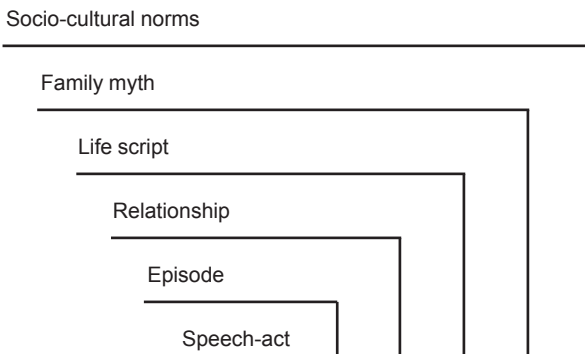 Socio-cultural norms
Family myth
Life script
Relationship
Episode
Speech-act